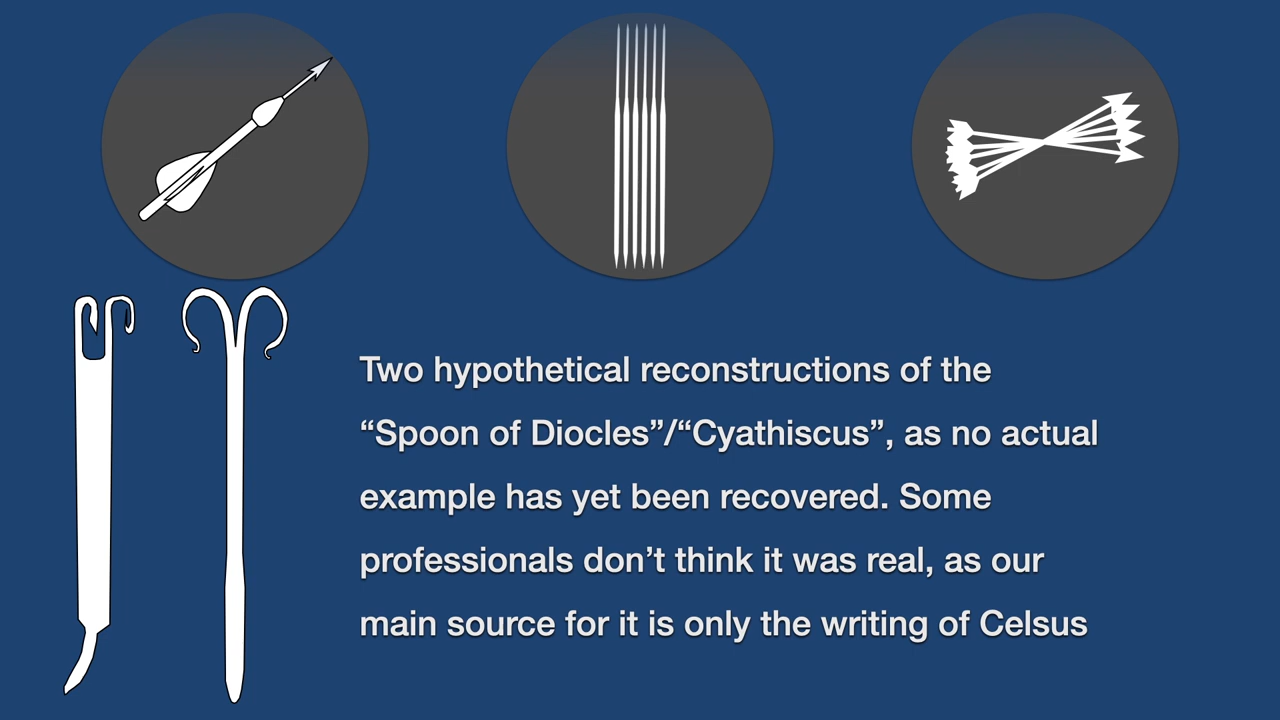 Two hypothetical reconstructions of the
“Spoon of Diocles”/“Cyathiscus”, as no actual
example has yet been recovered. Some
professionals don’t think it was real, as our
main source for it is only the writing of Celsus